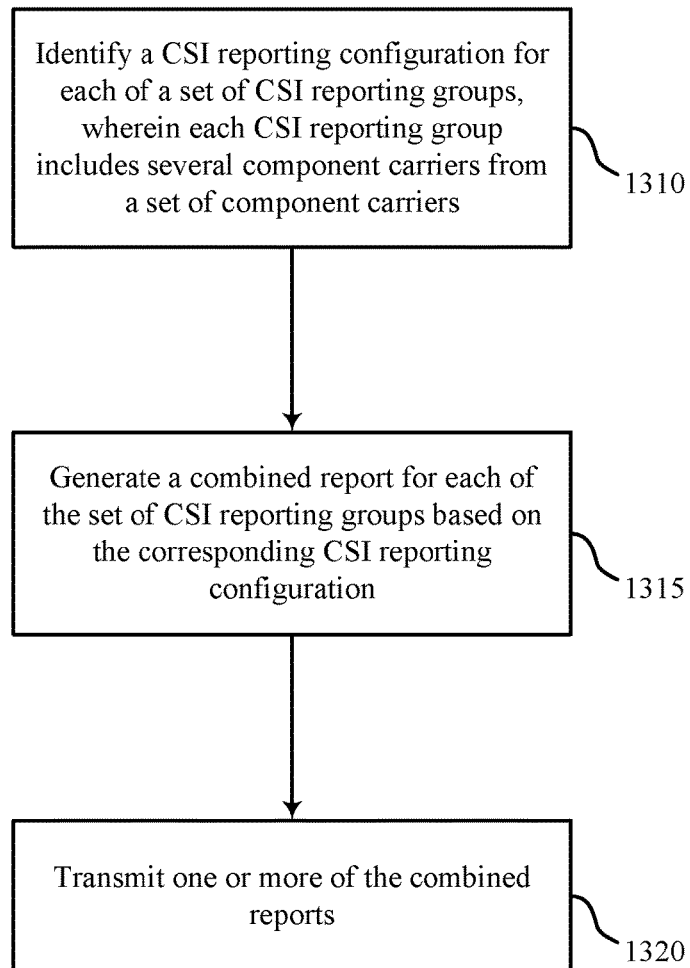 Identify a CSI reporting configuration for
each of a set of CSI reporting groups,
wherein each CSI reporting group
includes several component carriers from
a set of component carriers
1310
Generate a combined report for each of
the set of CSI reporting groups based on
the corresponding CSI reporting
configuration
1315
Transmit one or more of the combined
reports
1320